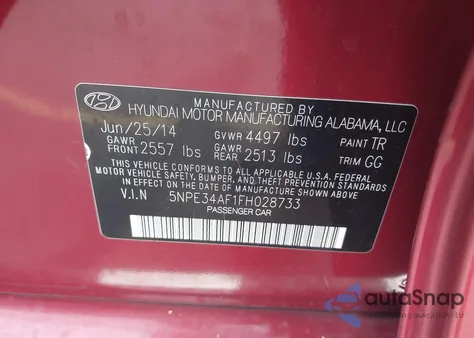 MANUFACTURED BY
HYUNDAI MOTOR MANUFACTURING ALABAMA, LLC
Jun/25/14 GVWR 4497 lbs PAINT TR
GAWR FRONT 2557 lbs GAWR REAR 2513 lbs TRIM GG
THIS VEHICLE CONFORMS TO ALL APPLICABLE FEDERAL
MOTOR VEHICLE SAFETY, BUMPER, AND THEFT PREVENTION STANDARDS
IN EFFECT ON THE DATE OF MANUFACTURE SHOWN ABOVE.
V.I.N 5NPE34AF1FH028733
PASSENGER CAR
autaSnap